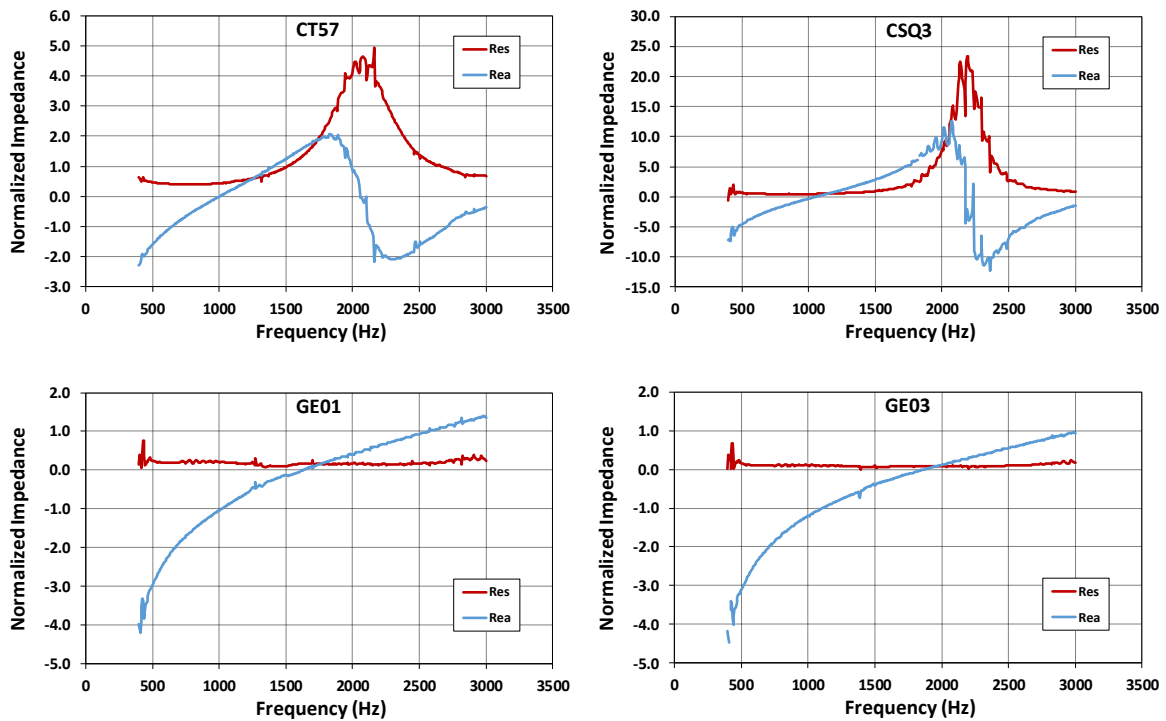 CT57
Normalized Impedance
6.0
5.0
4.0
3.0
2.0
1.0
0.0
-1.0
-2.0
-3.0
Res
Rea
0 500 1000 1500 2000 2500 3000 3500
Frequency (Hz)
CSQ3
Normalized Impedance
30.0
25.0
20.0
15.0
10.0
5.0
0.0
-5.0
-10.0
-15.0
Res
Rea
0 500 1000 1500 2000 2500 3000 3500
Frequency (Hz)
GE01
Normalized Impedance
2.0
1.0
0.0
-1.0
-2.0
-3.0
-4.0
-5.0
Res
Rea
0 500 1000 1500 2000 2500 3000 3500
Frequency (Hz)
GE03
Normalized Impedance
2.0
1.0
0.0
-1.0
-2.0
-3.0
-4.0
-5.0
Res
Rea
0 500 1000 1500 2000 2500 3000 3500
Frequency (Hz)